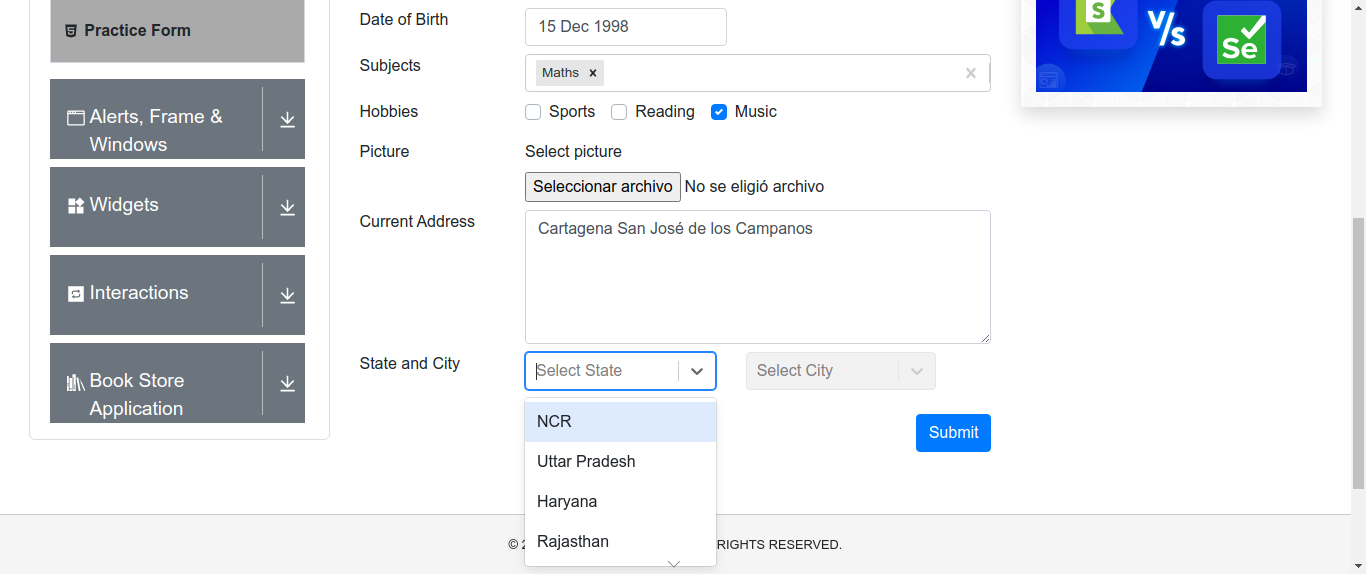 Practice Form
Alerts, Frame &
Windows
Widgets
Interactions
Book Store
Application
Date of Birth
15 Dec 1998
Subjects
Maths
Hobbies
Sports
Reading
Music
Picture
Select picture
Seleccionar archivo No se eligió archivo
Current Address
Cartagena San José de los Campanos
State and City
Select State
Select City
NCR
Uttar Pradesh
Haryana
Rajasthan
Submit
RIGHTS RESERVED.
S
V/s
Se